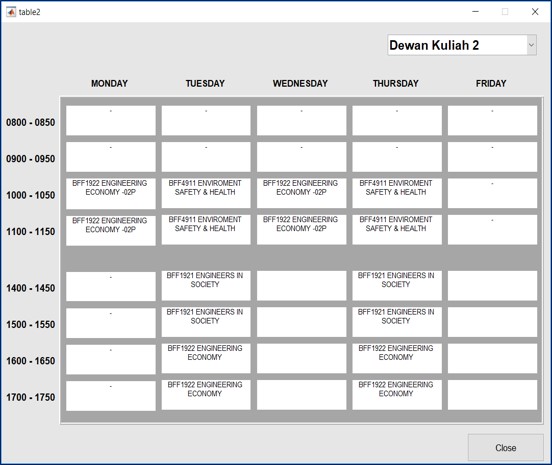 table2
Dewan Kuliah 2
MONDAY TUESDAY WEDNESDAY THURSDAY FRIDAY
0800 - 0850 - - - - -
0900 - 0950 - - - - -
BFF1922 ENGINEERING BFF4911 ENVIROMENT BFF1922 ENGINEERING BFF4911 ENVIROMENT -
1000 - 1050 ECONOMY -02P SAFETY & HEALTH ECONOMY -02P SAFETY & HEALTH
BFF1922 ENGINEERING BFF4911 ENVIROMENT BFF1922 ENGINEERING BFF4911 ENVIROMENT -
1100 - 1150 ECONOMY -02P SAFETY & HEALTH ECONOMY -02P SAFETY & HEALTH
- BFF1921 ENGINEERS IN BFF1921 ENGINEERS IN
1400 - 1450 SOCIETY SOCIETY
- BFF1921 ENGINEERS IN BFF1921 ENGINEERS IN
1500 - 1550 SOCIETY SOCIETY
- BFF1922 ENGINEERING BFF1922 ENGINEERING
1600 - 1650 ECONOMY ECONOMY
- BFF1922 ENGINEERING BFF1922 ENGINEERING
1700 - 1750 ECONOMY ECONOMY
Close